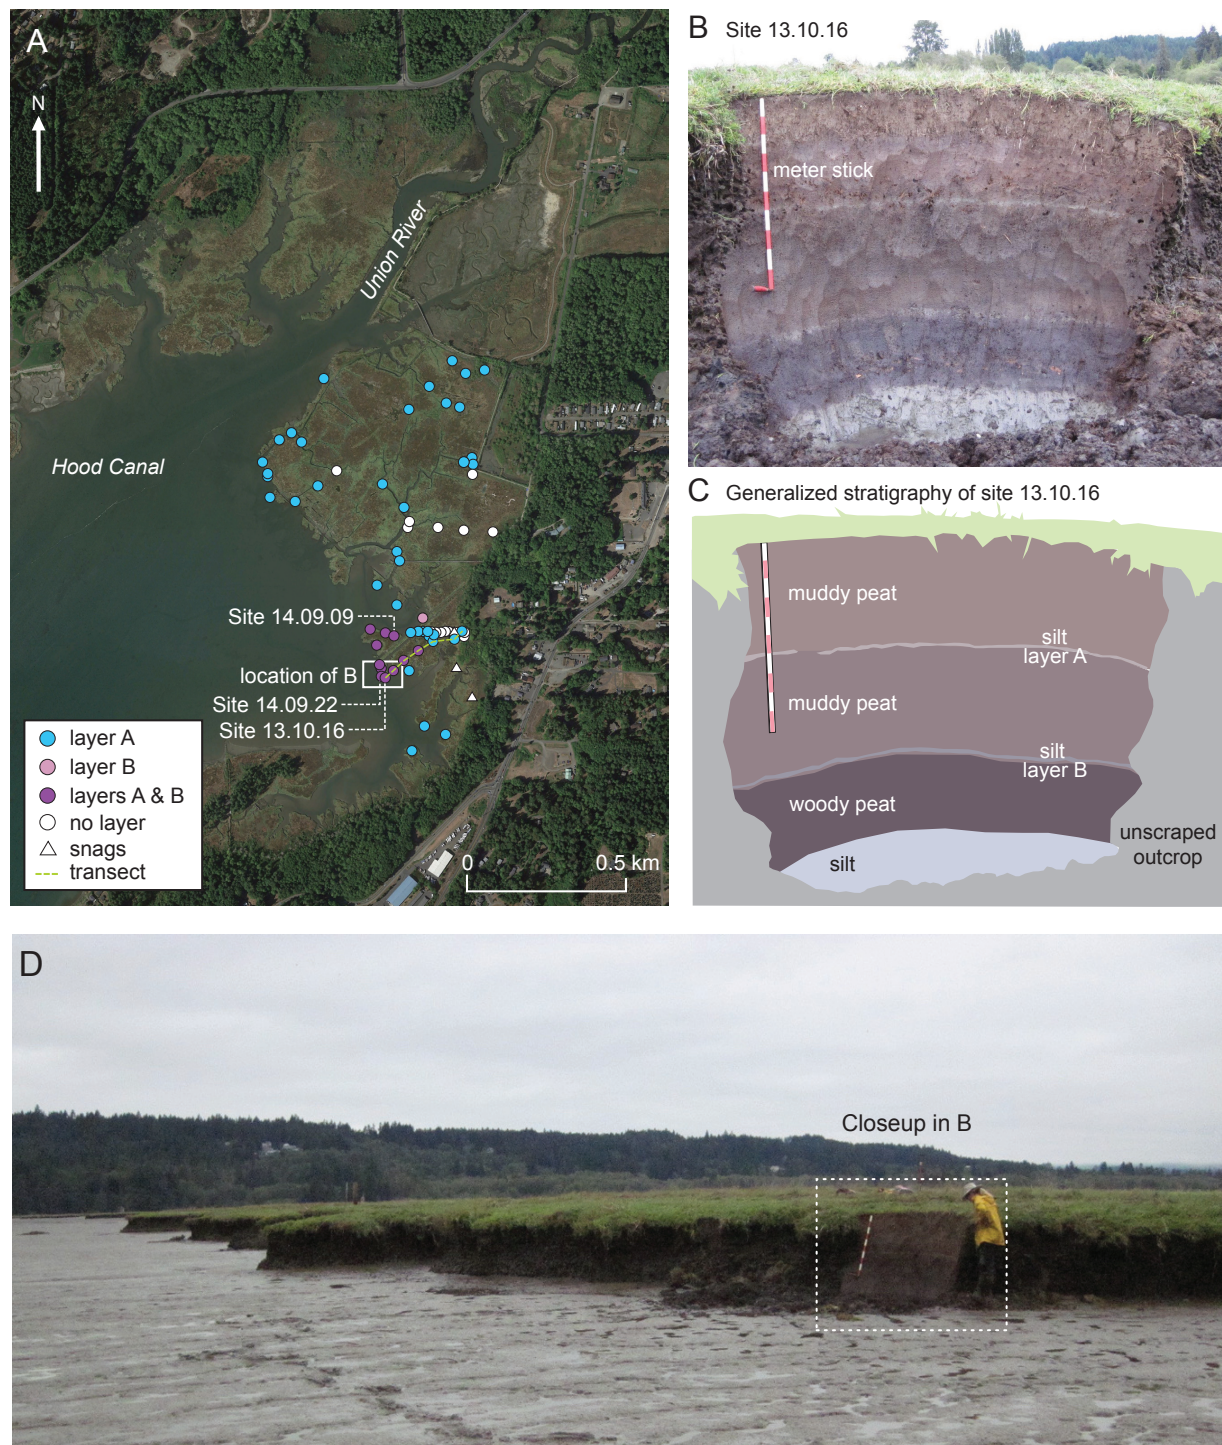 A
N
Union River
Hood Canal
Site 14.09.09
location of B
Site 14.09.22
Site 13.10.16
layer A
layer B
layers A & B
no layer
snags
transect
0
0.5 km
B Site 13.10.16
meter stick
C Generalized stratigraphy of site 13.10.16
muddy peat
silt
layer A
muddy peat
silt
layer B
woody peat
unscraped
outcrop
silt
D
Closeup in B